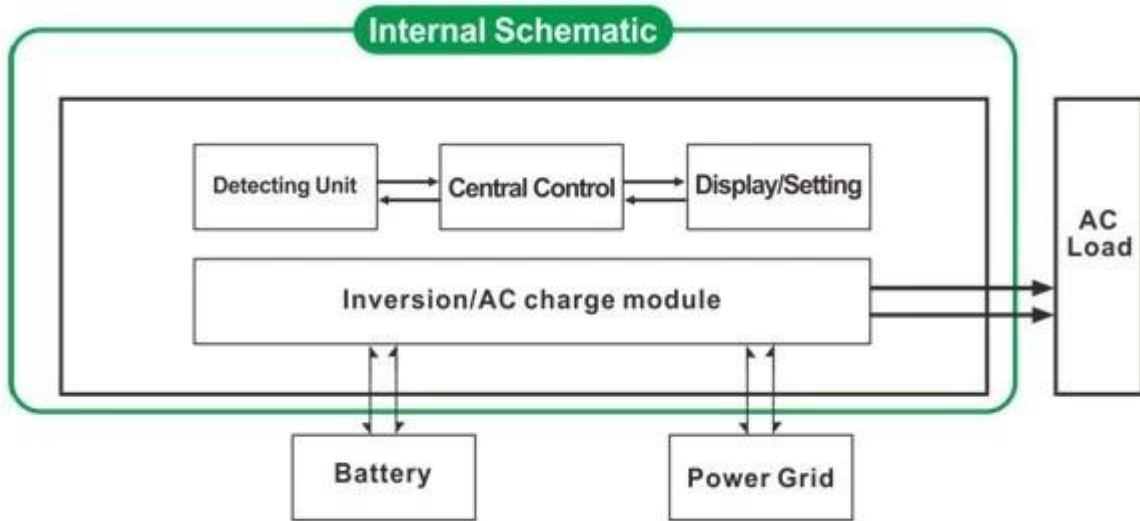 Internal Schematic
Detecting Unit
Central Control
Display/Setting
AC
Load
Inversion/AC charge module
Battery
Power Grid